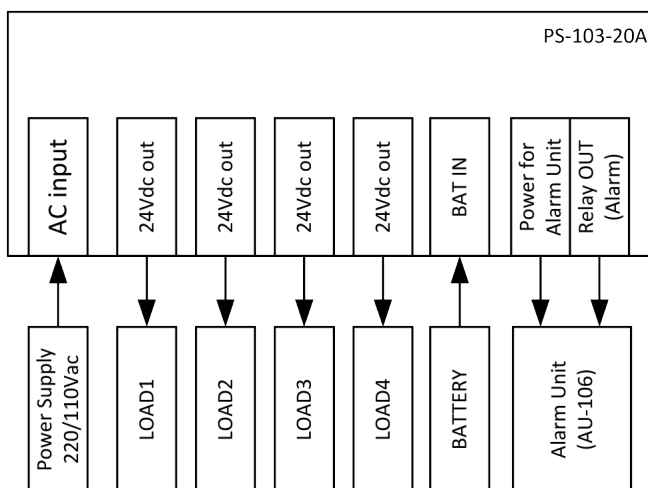 PS-103-20A
AC input
24Vdc out
24Vdc out
24Vdc out
24Vdc out
BAT IN
Power for
Alarm Unit
Relay OUT
(Alarm)
Power Supply
220/110Vac
LOAD1
LOAD2
LOAD3
LOAD4
BATTERY
Alarm Unit
(AU-106)